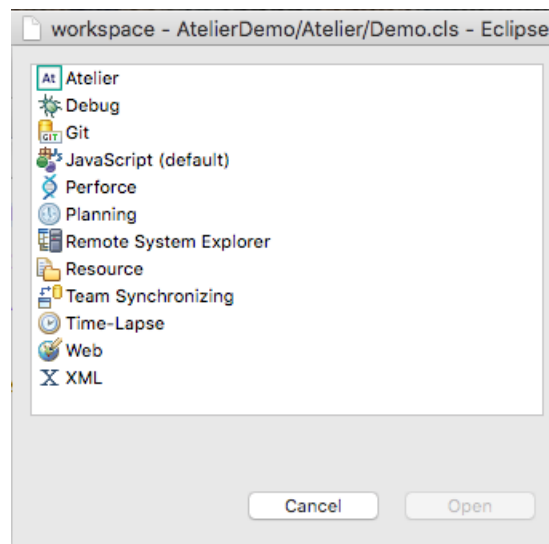 workspace - AtelierDemo/Atelier/Demo.cls - Eclipse
At Atelier
Debug
GIT Git
JavaScript (default)
Perforce
Planning
Remote System Explorer
Resource
Team Synchronizing
Time-Lapse
Web
X XML
Cancel Open